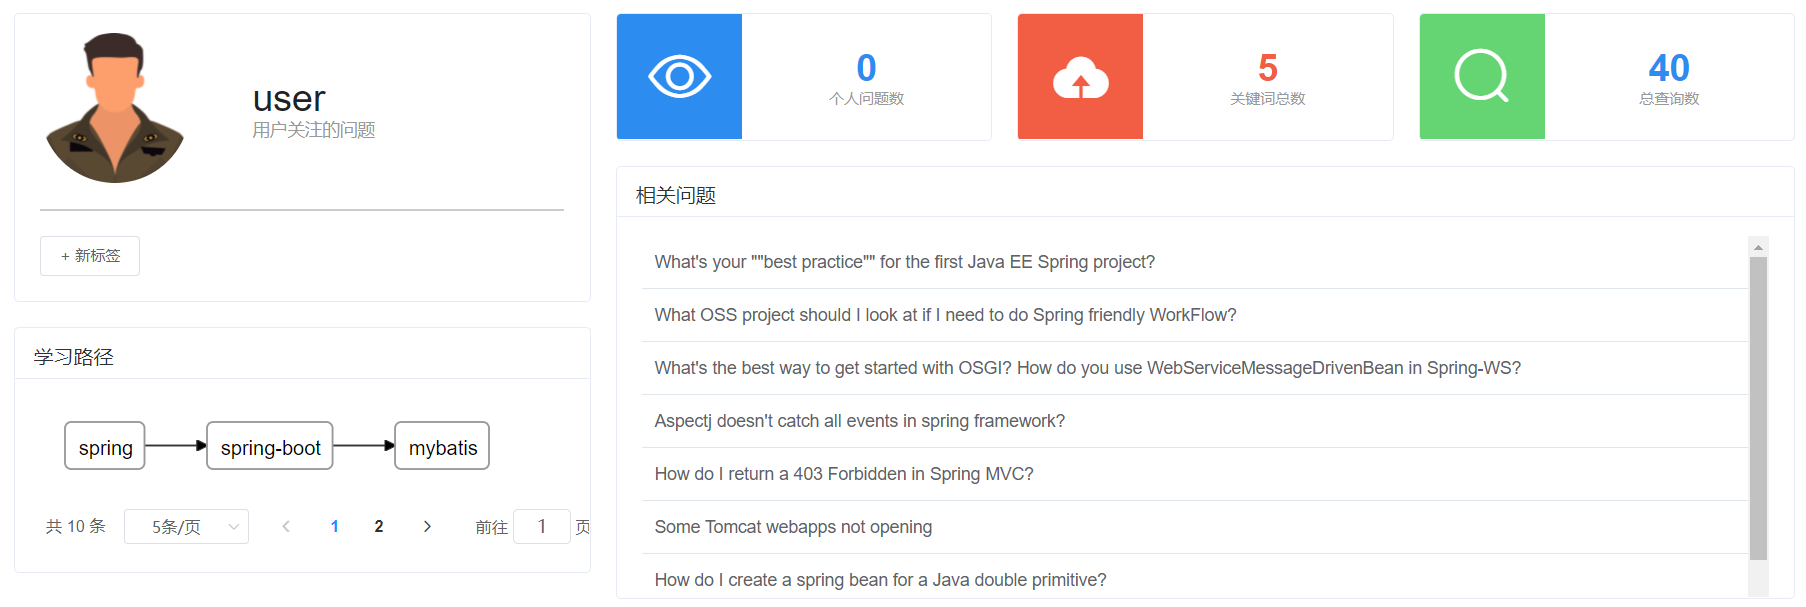 user
用户关注的问题
+ 新标签
学习路径
spring
spring-boot
mybatis
共 10 条
5条/页
1
2
前往 1 页
0
个人问题数
5
关键词总数
40
总查询数
相关问题
What's your ""best practice"" for the first Java EE Spring project?
What OSS project should I look at if I need to do Spring friendly WorkFlow?
What's the best way to get started with OSGI? How do you use WebServiceMessageDrivenBean in Spring-WS?
Aspectj doesn't catch all events in spring framework?
How do I return a 403 Forbidden in Spring MVC?
Some Tomcat webapps not opening
How do I create a spring bean for a Java double primitive?